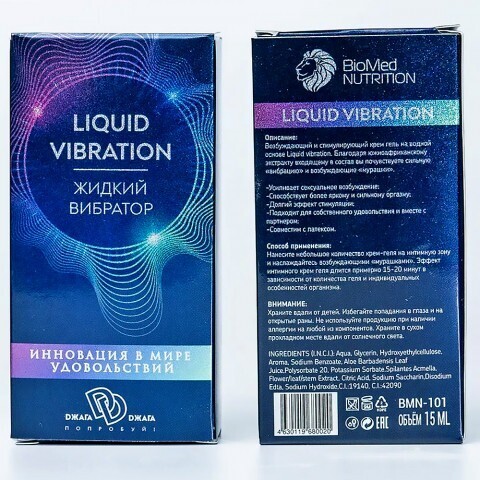 LIQUID
VIBRATION
ЖИДКИЙ
ВИБРАТОР
ИННОВАЦИЯ В МИРЕ
УДОВОЛЬСТВИЙ
DЖАГА DЖАГА
ПОПРОБУЙ!
BioMed
NUTRITION
LIQUID VIBRATION
Описание:
Возбуждающий и стимулирующий крем гель на водной
основе Liquid vibration. Благодаря южноафриканскому
экстракту входящему в состав вы почувствуете сильную
«вибрацию» и возбуждающие «мурашки».
-Усиливает сексуальное возбуждение:
-Способствует более яркому и сильному оргазму;
-Долгий эффект стимуляции;
-Подходит для собственного удовольствия и вместе с
партнером;
-Совместим с латексом.
Способ применения:
Нанесите небольшое количество крем-геля на интимную зону
и наслаждайтесь возбуждающими "мурашками". Эффект
интимного крем геля длится примерно 15-20 минут в
зависимости от количества геля и индивидуальных
особенностей организма.
ВНИМАНИЕ:
Храните вдали от детей. Избегайте попадания в глаза и на
открытые раны. Не используйте продукцию при наличии
аллергии на любой из компонентов. Храните в сухом
прохладном месте вдали от солнечного света.
INGREDIENTS (I.N.C.I.): Aqua, Glycerin, Hydroxyethylcellulose,
Aroma, Sodium Benzoate, Aloe Barbadensis Leaf
Juice,Polysorbate 20, Potassium Sorbate.Spilantes Acmella,
Flower/leaf/stem Extract, Citric Acid, Sodium Saccharin,Disodium
Edta, Sodium Hydroxide,C.I.:19140, C.I.:42090
4630119680020
EAC
BMN-101
ОБЪЁМ 15 ML